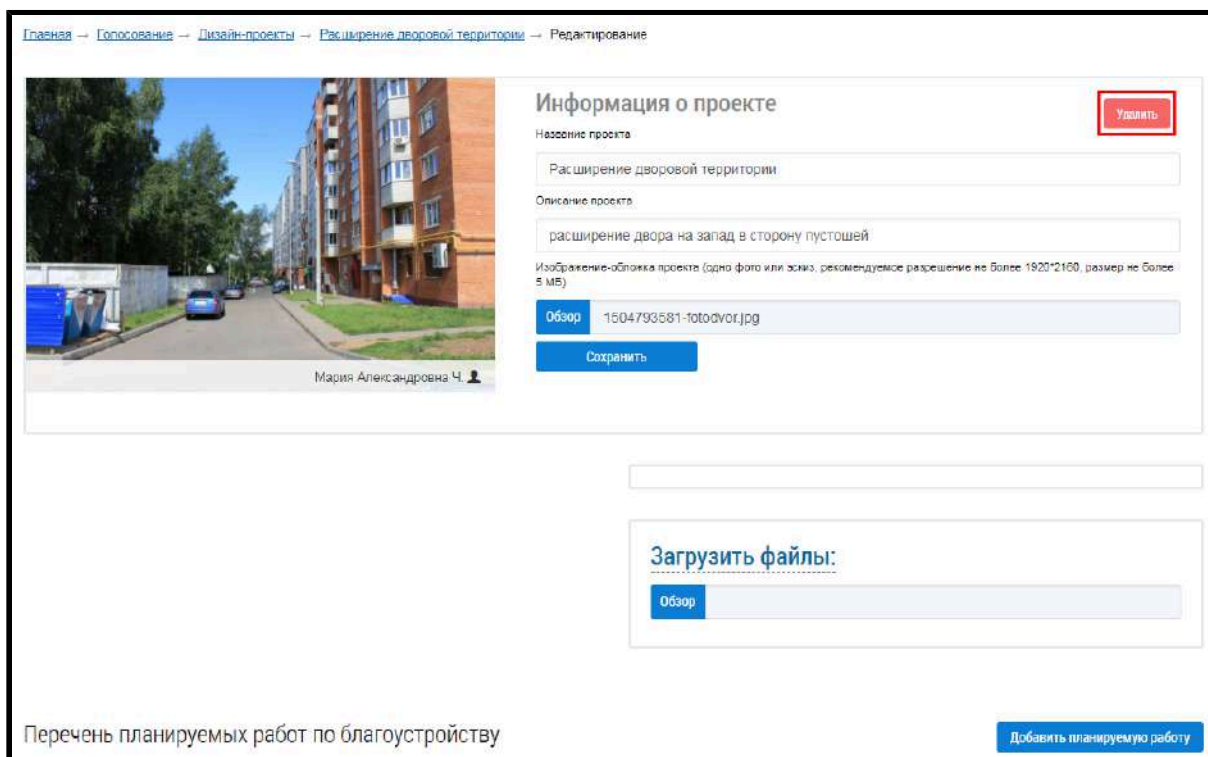 Главная → Голосование → Дизайн-проекты → Расширение дворовой территории → Редактирование
Информация о проекте
Удалить
Название проекта
Расширение дворовой территории
Описание проекта
расширение двора на запад в сторону пустошей
Изображение-обложка проекта (одно фото или эскиз, рекомендуемое разрешение не более 1920*2160, размер не более
5 МБ)
Обзор 1504793581-fotodvor.jpg
Сохранить
Мария Александровна Ч.
Загрузить файлы:
Обзор
Перечень планируемых работ по благоустройству
Добавить планируемую работу